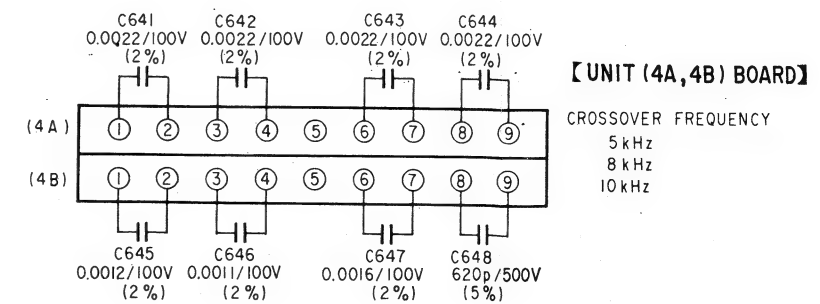 C641 C642 C643 C644
0.0022/100V 0.0022/100V 0.0022/100V 0.0022/100V
(2%) (2%) (2%) (2%)
【UNIT (4A,4B) BOARD】
(4A) 1 2 3 4 5 6 7 8 9
CROSSOVER FREQUENCY
5kHz
8kHz
10kHz
(4B) 1 2 3 4 5 6 7 8 9
C645 C646 C647 C648
0.0012/100V 0.0011/100V 0.0016/100V 620p/500V
(2%) (2%) (2%) (5%)